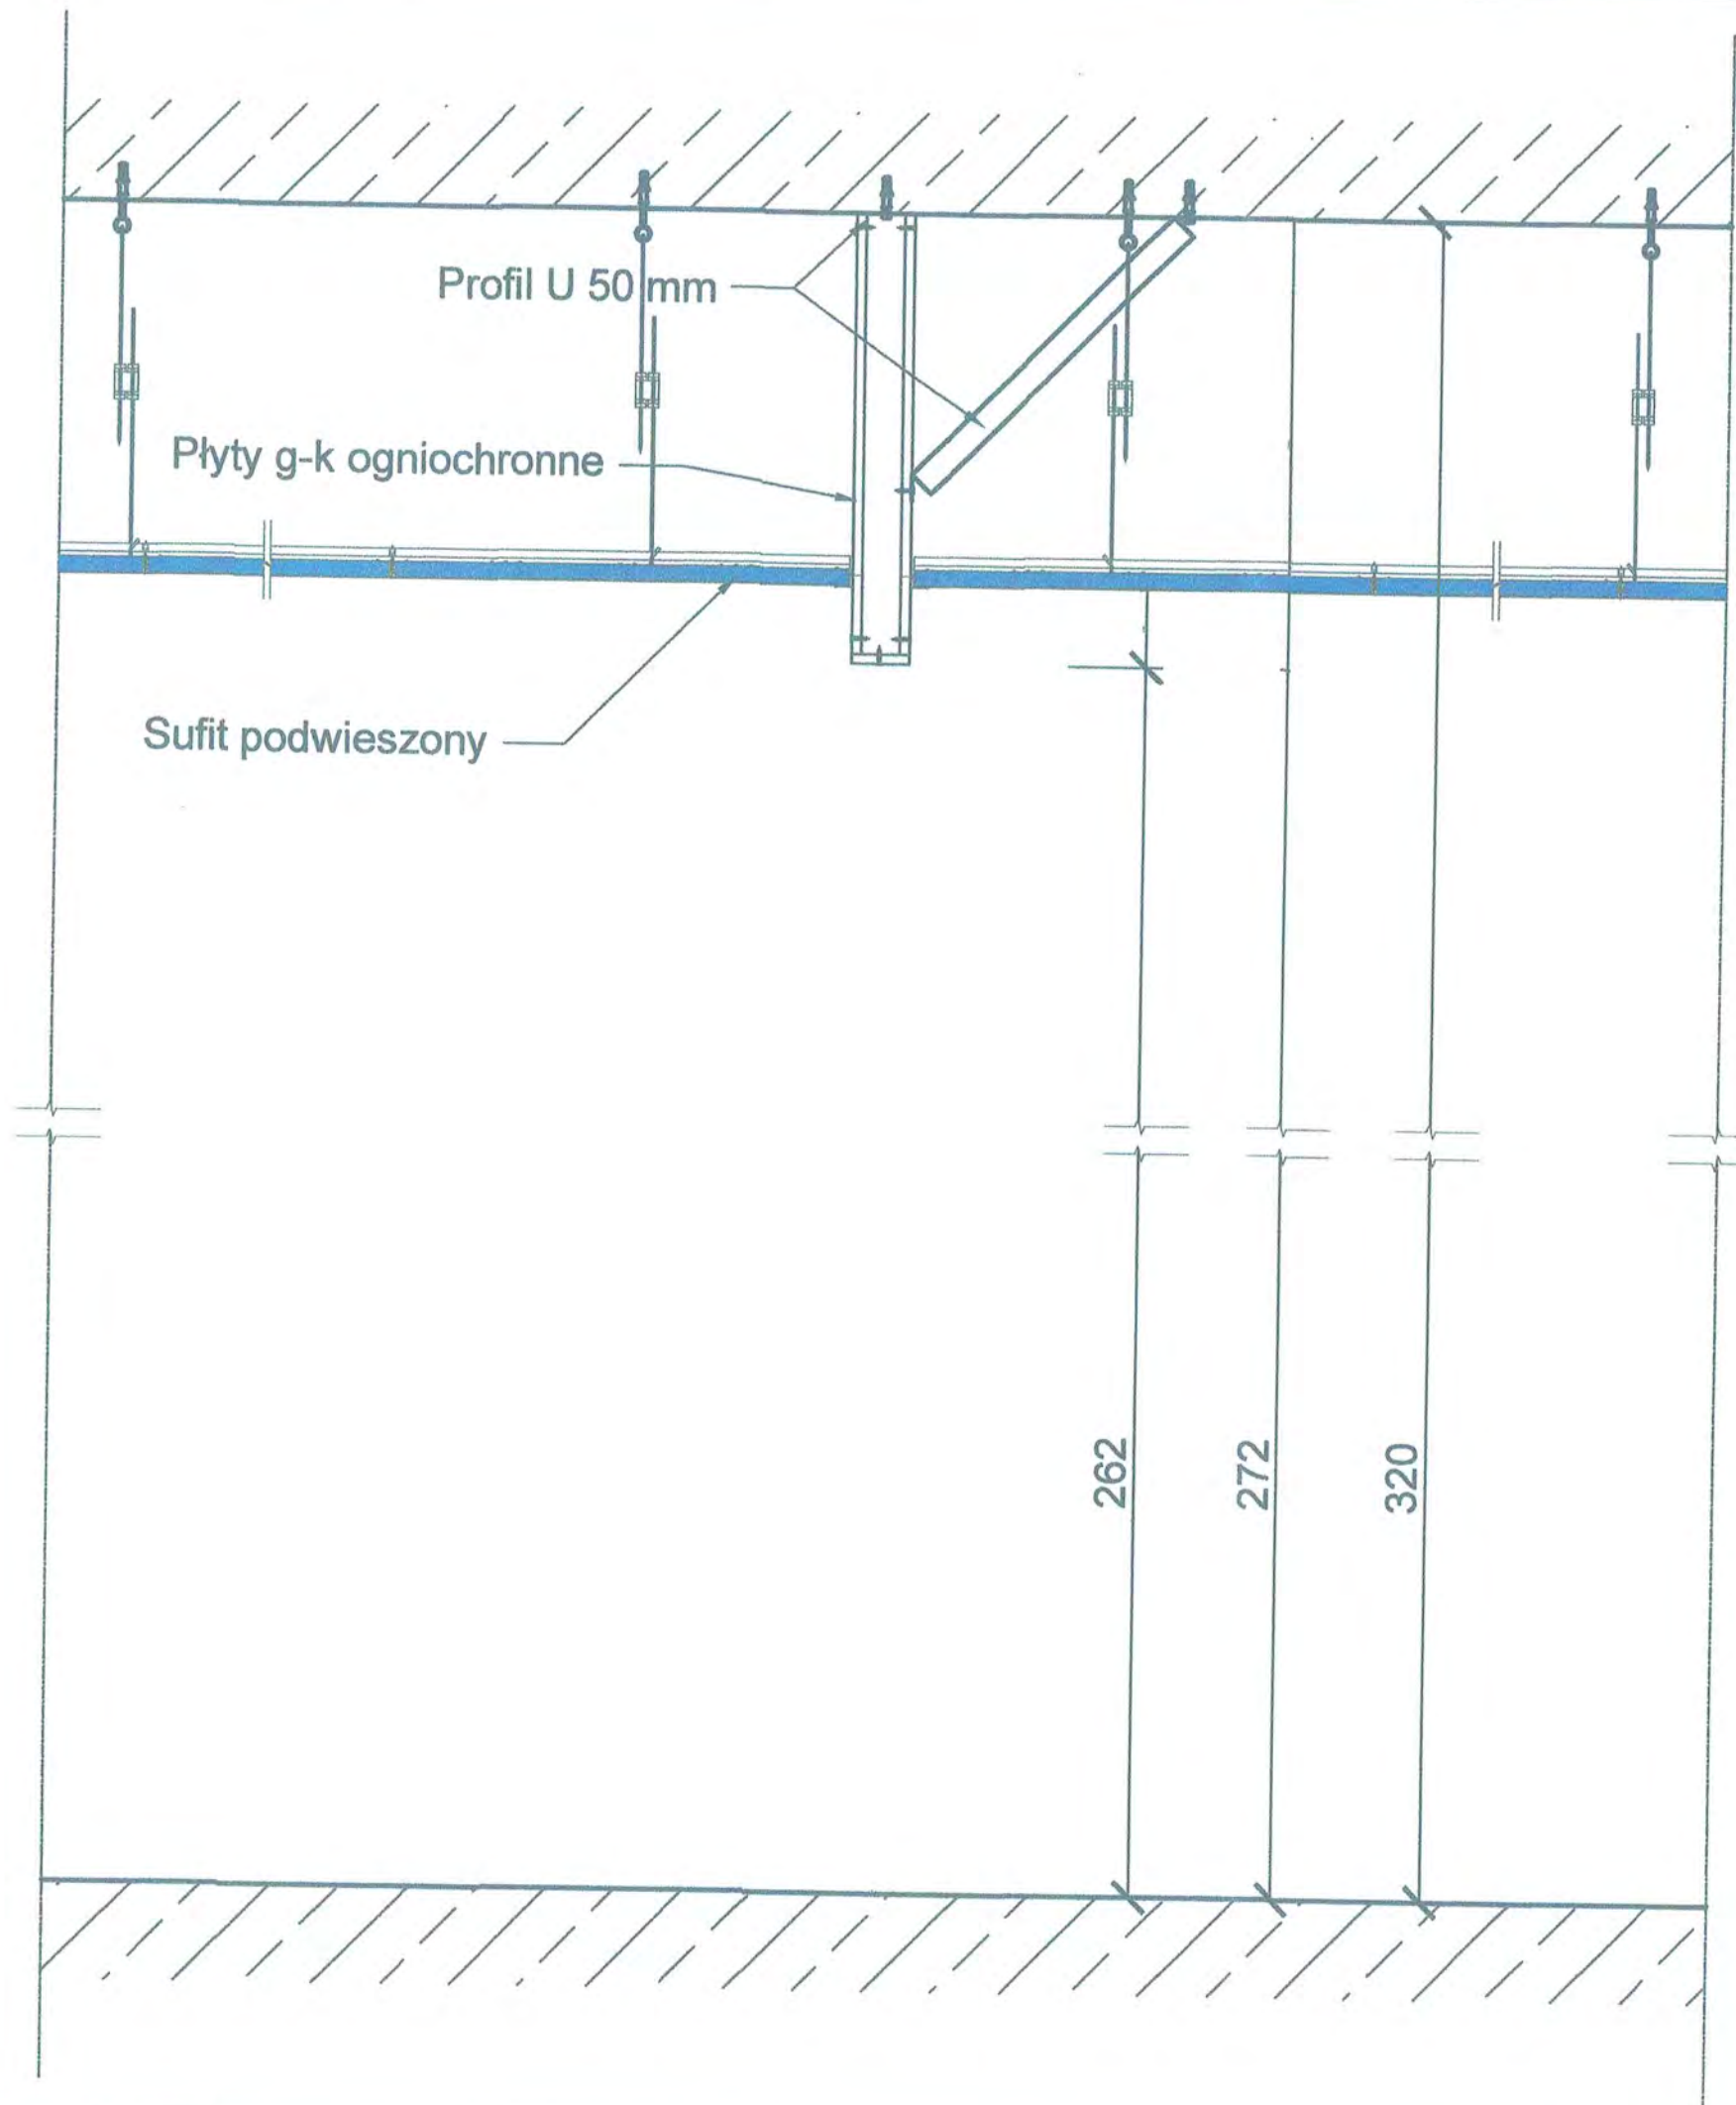 Profil U 50 mm
Płyty g-k ogniochronne
Sufit podwieszony
262
272
320